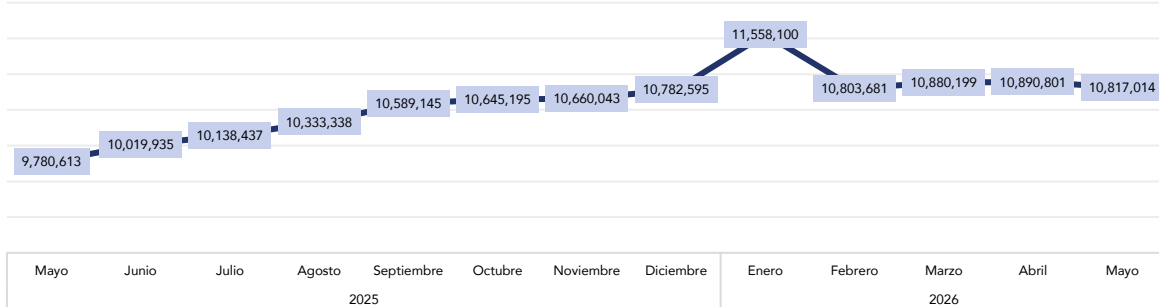 11,558,100
9,780,613 10,019,935 10,138,437 10,333,338 10,589,145 10,645,195 10,660,043 10,782,595 10,803,681 10,880,199 10,890,801 10,817,014
Mayo Junio Julio Agosto Septiembre Octubre Noviembre Diciembre Enero Febrero Marzo Abril Mayo
2025 2026